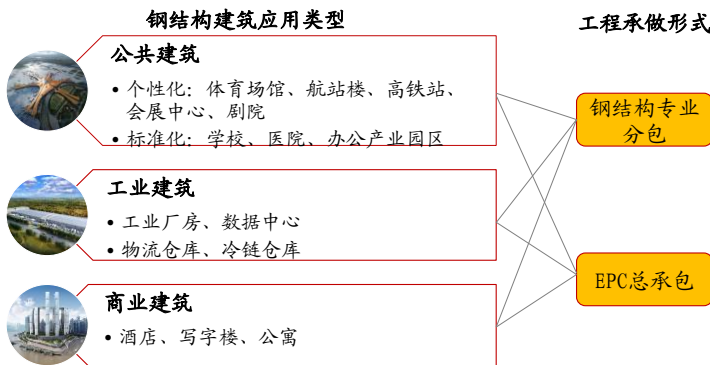 钢结构建筑应用类型
工程承做形式
公共建筑
• 个性化：体育场馆、航站楼、高铁站、
会展中心、剧院
• 标准化：学校、医院、办公产业园区
工业建筑
• 工业厂房、数据中心
• 物流仓库、冷链仓库
商业建筑
• 酒店、写字楼、公寓
钢结构专业
分包
EPC总承包